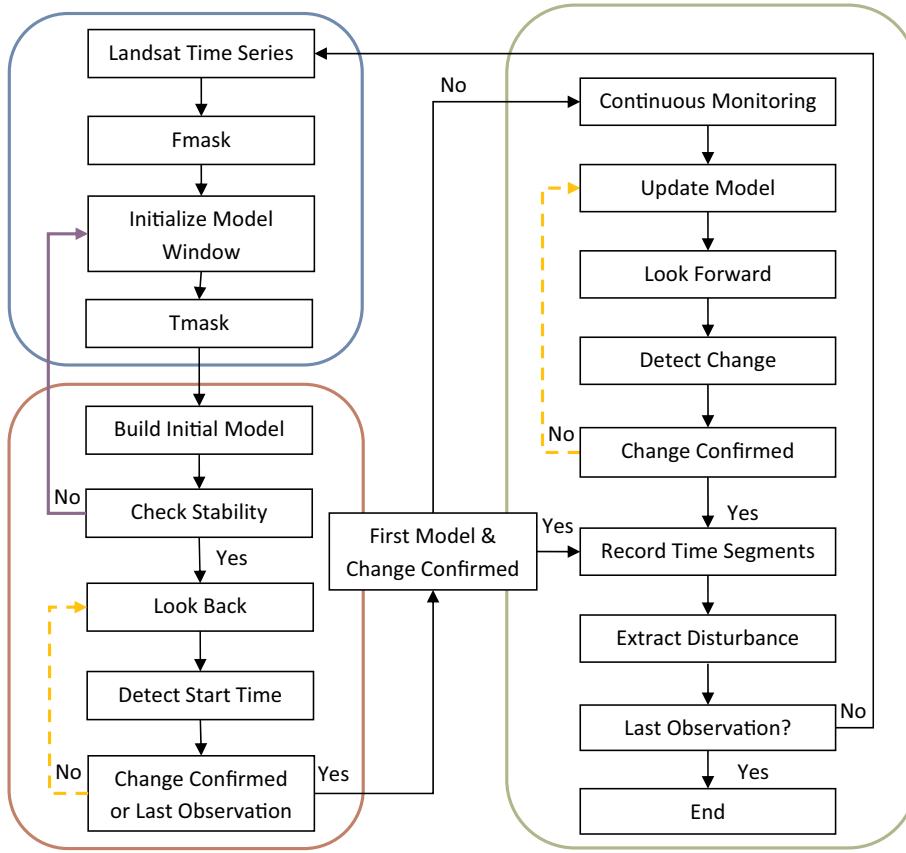 Landsat Time Series
Fmask
Initialize Model
Window
Tmask
Build Initial Model
No
Check Stability
Yes
Look Back
Detect Start Time
No
Change Confirmed
or Last Observation
Yes
First Model &
Change Confirmed
No
Yes
Continuous Monitoring
Update Model
Look Forward
Detect Change
No
Change Confirmed
Yes
Record Time Segments
Extract Disturbance
Last Observation?
No
Yes
End